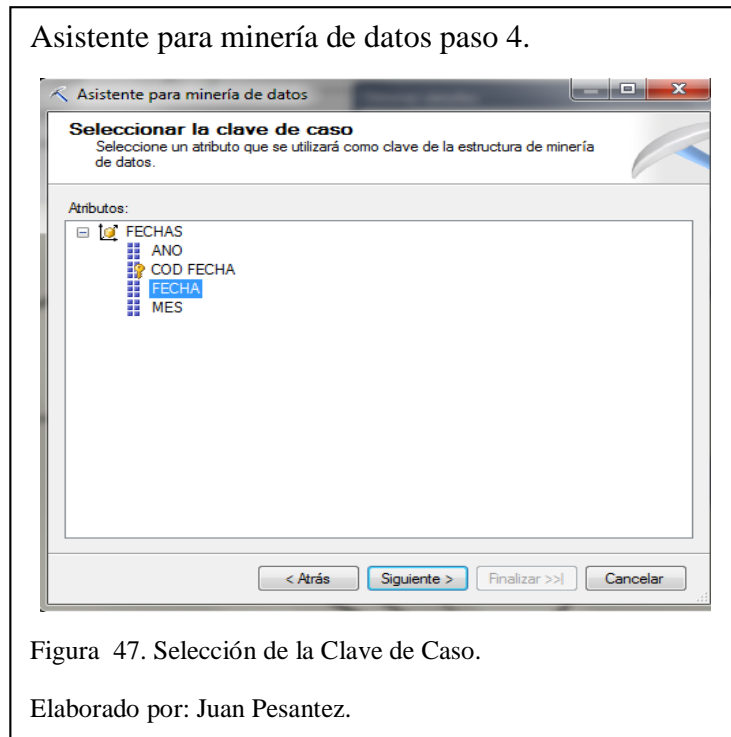 Asistente para minería de datos paso 4.
Asistente para minería de datos
Seleccionar la clave de caso
Seleccione un atributo que se utilizará como clave de la estructura de minería
de datos.
Atributos:
FECHAS
ANO
COD FECHA
FECHA
MES
< Atrás
Siguiente >
Finalizar >>|
Cancelar
Figura 47. Selección de la Clave de Caso.
Elaborado por: Juan Pesantez.